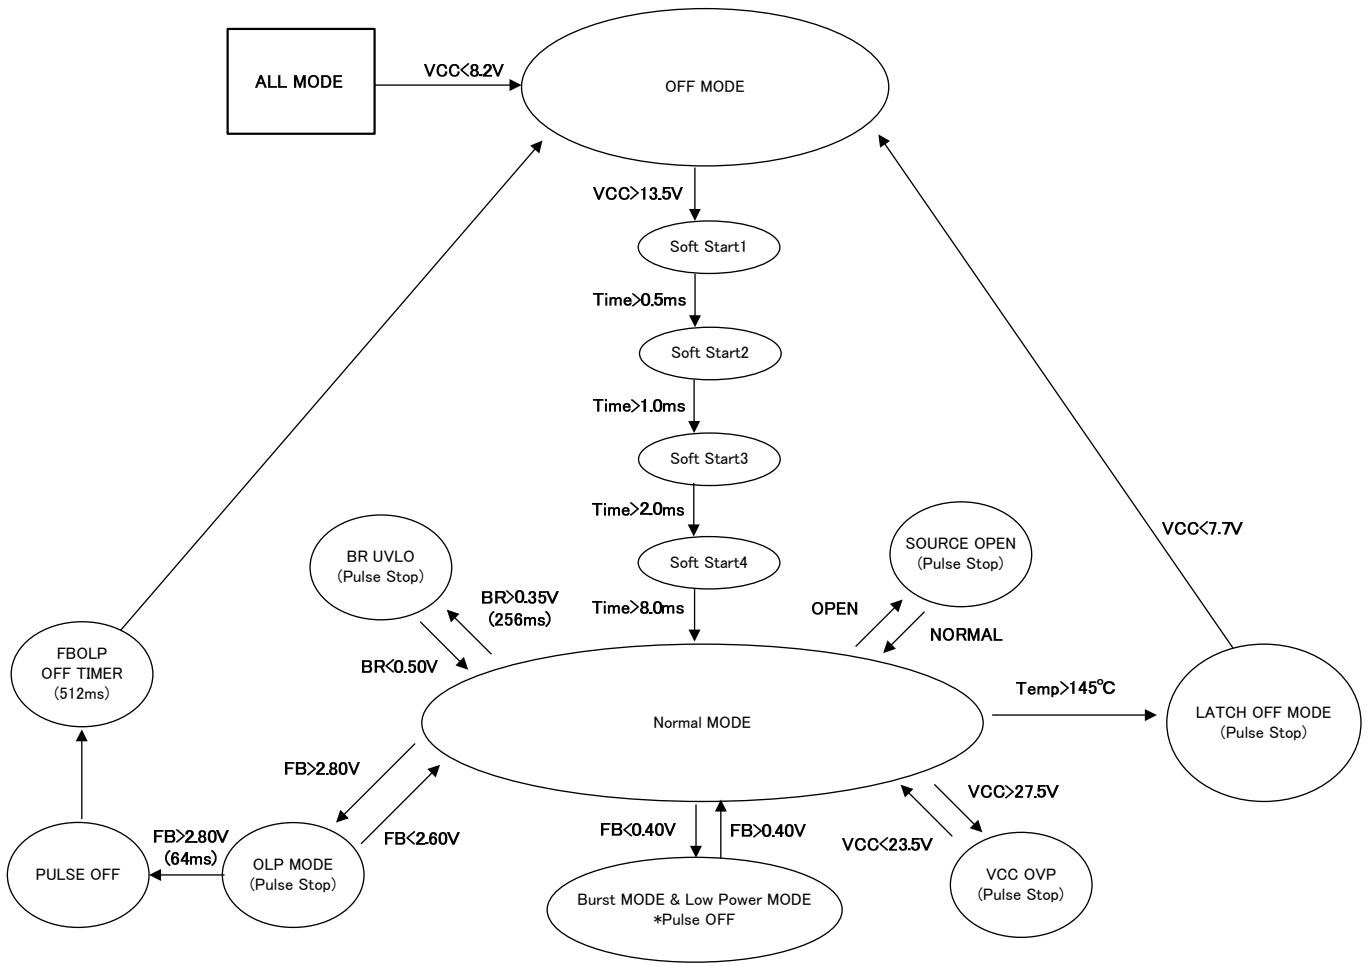 ALL MODE
VCC<8.2V
OFF MODE
VCC>13.5V
Soft Start1
Time>0.5ms
Soft Start2
Time>1.0ms
Soft Start3
Time>2.0ms
Soft Start4
Time>8.0ms
BR UVLO
(Pulse Stop)
BR>0.35V
(256ms)
BR<0.50V
SOURCE OPEN
(Pulse Stop)
OPEN
NORMAL
VCC<7.7V
FBOLP
OFF TIMER
(512ms)
Normal MODE
Temp>145℃
LATCH OFF MODE
(Pulse Stop)
FB>2.80V
FB<2.60V
FB>2.80V
(64ms)
PULSE OFF
OLP MODE
(Pulse Stop)
FB<0.40V
FB>0.40V
Burst MODE & Low Power MODE
*Pulse OFF
VCC>27.5V
VCC<23.5V
VCC OVP
(Pulse Stop)